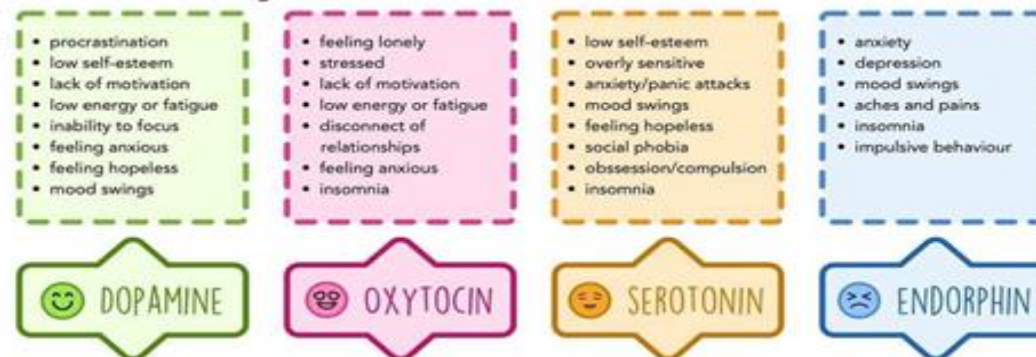 • procrastination
• low self-esteem
• lack of motivation
• low energy or fatigue
• inability to focus
• feeling anxious
• feeling hopeless
• mood swings
• feeling lonely
• stressed
• lack of motivation
• low energy or fatigue
• disconnect of
relationships
• feeling anxious
• insomnia
• low self-esteem
• overly sensitive
• anxiety/panic attacks
• mood swings
• feeling hopeless
• social phobia
• obssession/compulsion
• insomnia
• anxiety
• depression
• mood swings
• aches and pains
• insomnia
• impulsive behaviour
DOPAMINE
OXYTOCIN
SEROTONIN
ENDORPHIN